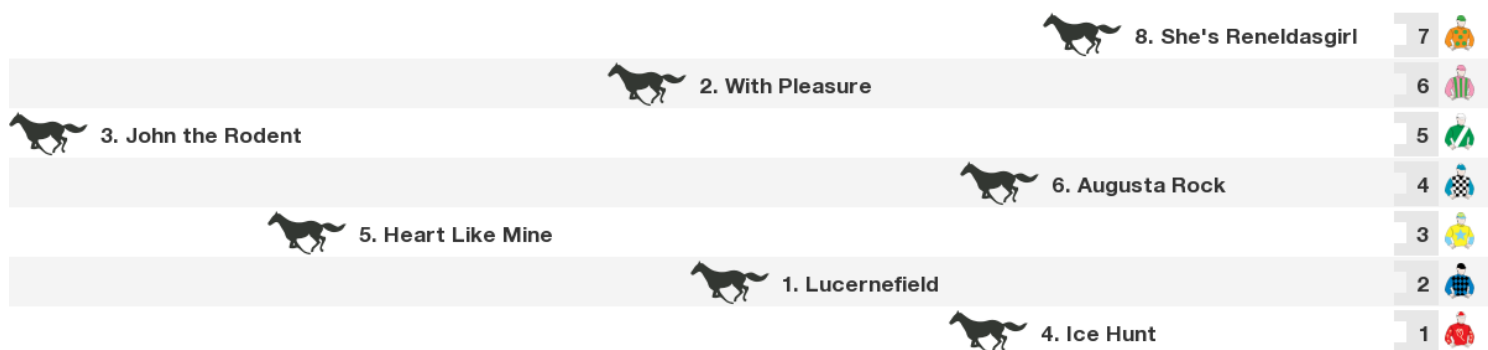 8. She's Reneldasgirl 7
2. With Pleasure 6
3. John the Rodent 5
6. Augusta Rock 4
5. Heart Like Mine 3
1. Lucernefield 2
4. Ice Hunt 1